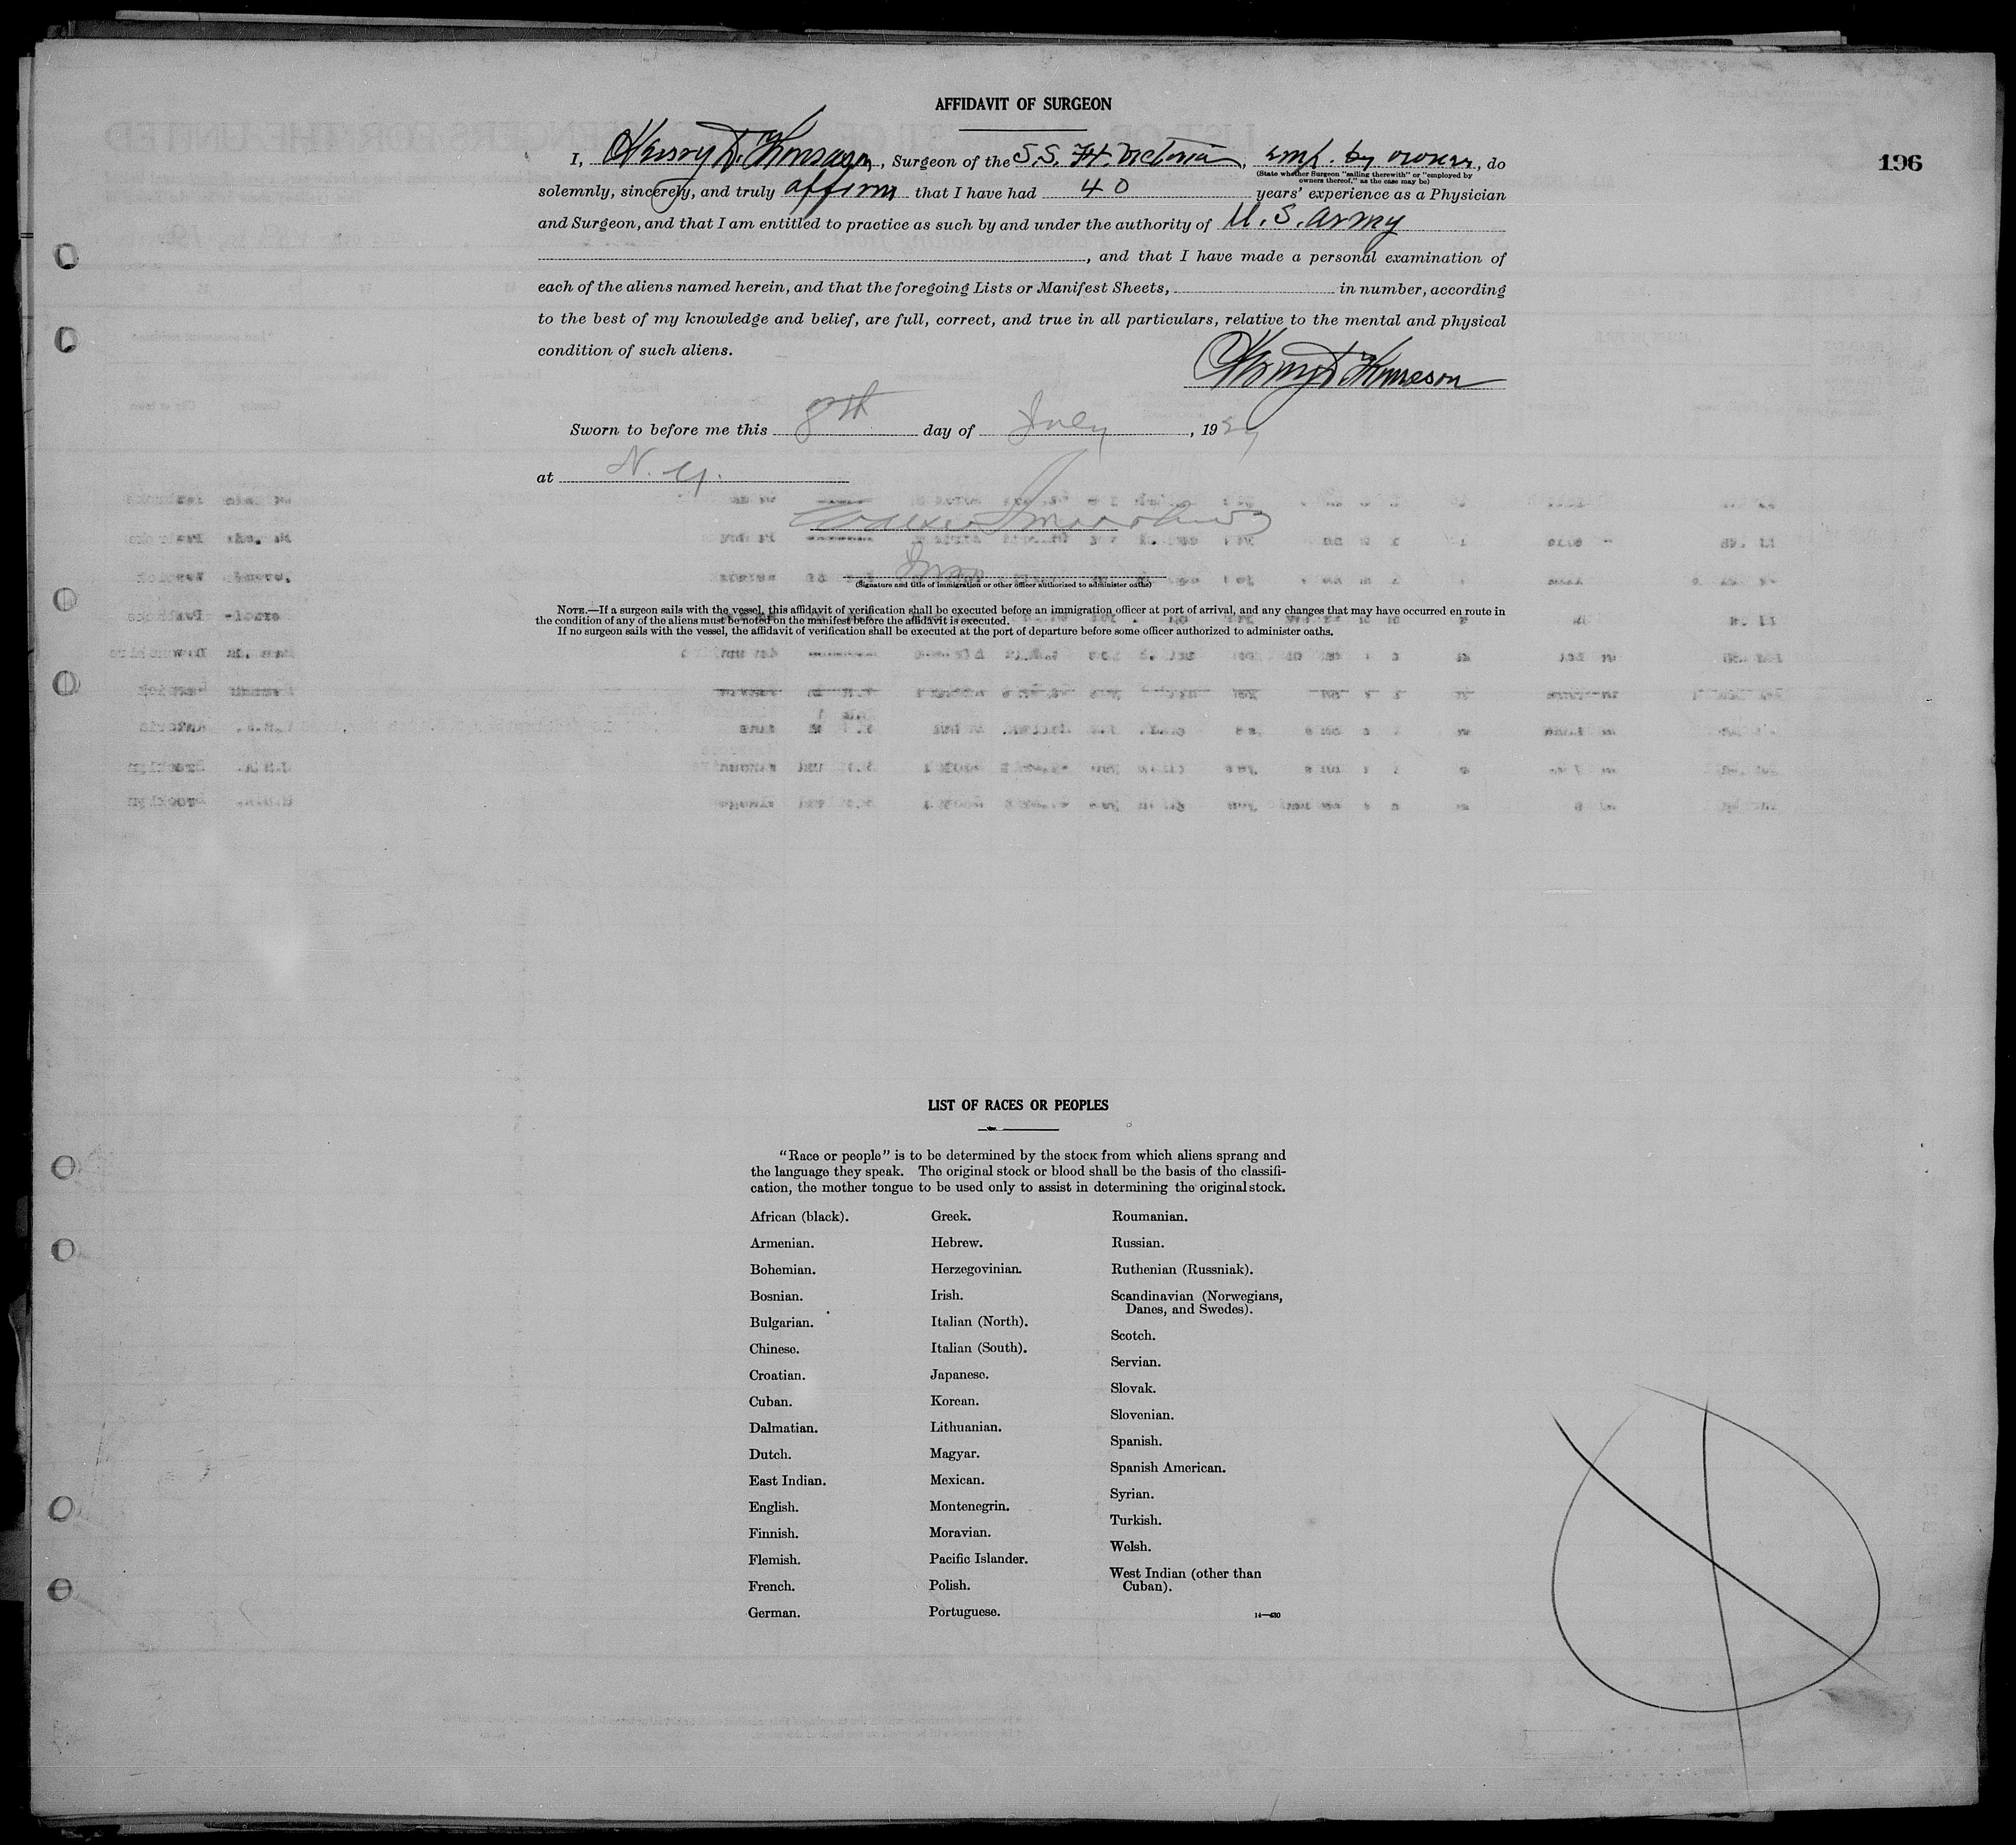 AFFIDAVIT OF SURGEON
196
I, Henry D. , Surgeon of the S.S. Ft. Victoria, empl. by owner, do
(State whether Surgeon "sailing therewith" or "employed by
owners thereof," as the case may be)
solemnly, sincerely, and truly affirm that I have had 40 years' experience as a Physician
and Surgeon, and that I am entitled to practice as such by and under the authority of U. S. Army
, and that I have made a personal examination of
each of the aliens named herein, and that the foregoing Lists or Manifest Sheets, in number, according
to the best of my knowledge and belief, are full, correct, and true in all particulars, relative to the mental and physical
condition of such aliens.
Henry D
Sworn to before me this 8th day of July, 19
at N. Y.
(Signature and title of immigration or other officer authorized to administer oaths)
NOTE.—If a surgeon sails with the vessel, this affidavit of verification shall be executed before an immigration officer at port of arrival, and any changes that may have occurred en route in
the condition of any of the aliens must be noted on the manifest before the affidavit is executed.
If no surgeon sails with the vessel, the affidavit of verification shall be executed at the port of departure before some officer authorized to administer oaths.
LIST OF RACES OR PEOPLES
"Race or people" is to be determined by the stock from which aliens sprang and
the language they speak. The original stock or blood shall be the basis of the classifi-
cation, the mother tongue to be used only to assist in determining the original stock.
African (black).
Armenian.
Bohemian.
Bosnian.
Bulgarian.
Chinese.
Croatian.
Cuban.
Dalmatian.
Dutch.
East Indian.
English.
Finnish.
Flemish.
French.
German.
Greek.
Hebrew.
Herzegovinian.
Irish.
Italian (North).
Italian (South).
Japanese.
Korean.
Lithuanian.
Magyar.
Mexican.
Montenegrin.
Moravian.
Pacific Islander.
Polish.
Portuguese.
Roumanian.
Russian.
Ruthenian (Russniak).
Scandinavian (Norwegians,
Danes, and Swedes).
Scotch.
Servian.
Slovak.
Slovenian.
Spanish.
Spanish American.
Syrian.
Turkish.
Welsh.
West Indian (other than
Cuban).
14—430